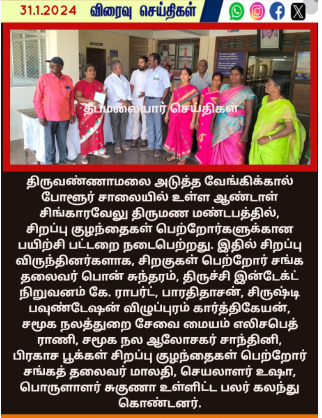 31.1.2024 விரைவு செய்திகள்
தீபமலை யார் செய்திகள்
திருவண்ணாமலை அடுத்த வேங்கிக்கால்
போளூர் சாலையில் உள்ள ஆண்டாள்
சிங்காரவேலு திருமண மண்டபத்தில்,
சிறப்பு குழந்தைகள் பெற்றோர்களுக்கான
பயிற்சி பட்டறை நடைபெற்றது. இதில் சிறப்பு
விருந்தினர்களாக, சிறகுகள் பெற்றோர் சங்க
தலைவர் பொன் சுந்தரம், திருச்சி இன்டேக்ட்
நிறுவனம் கே. ராபர்ட், பாரதிதாசன், சிருஷ்டி
பவுண்டேஷன் விழுப்புரம் கார்த்திகேயன்,
சமூக நலத்துறை சேவை மையம் எலிசபெத்
ராணி, சமூக நல ஆலோசகர் சாந்தினி,
பிரகாச பூக்கள் சிறப்பு குழந்தைகள் பெற்றோர்
சங்கத் தலைவர் மாலதி, செயலாளர் உஷா,
பொருளாளர் சுகுணா உள்ளிட்ட பலர் கலந்து
கொண்டனர்.